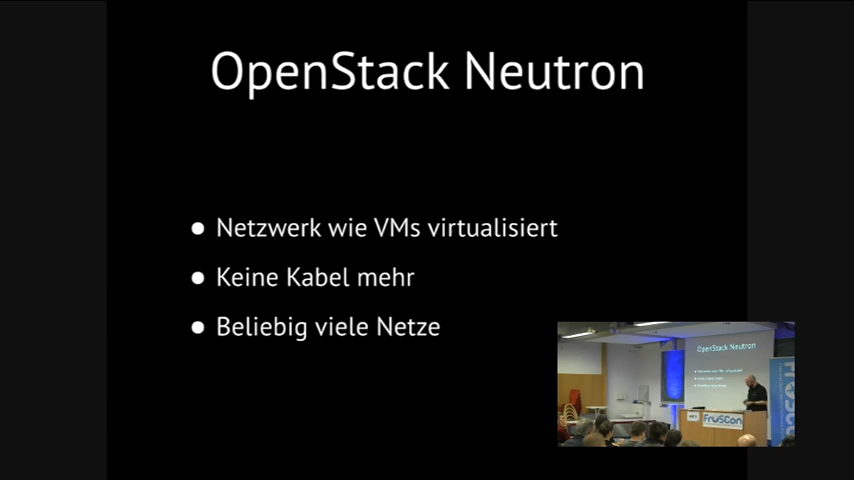 OpenStack Neutron
● Netzwerk wie VMs virtualisiert
● Keine Kabel mehr
● Beliebig viele Netze
OpenStack Neutron
FrOSCon